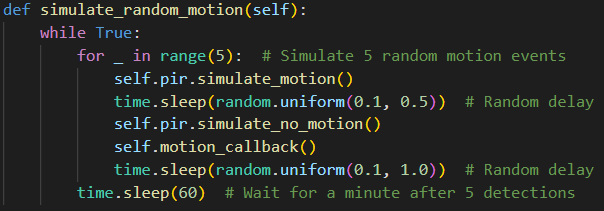 def simulate_random_motion(self):
    while True:
        for _ in range(5):  # Simulate 5 random motion events
            self.pir.simulate_motion()
            time.sleep(random.uniform(0.1, 0.5))  # Random delay
            self.pir.simulate_no_motion()
            self.motion_callback()
            time.sleep(random.uniform(0.1, 1.0))  # Random delay
        time.sleep(60)  # Wait for a minute after 5 detections